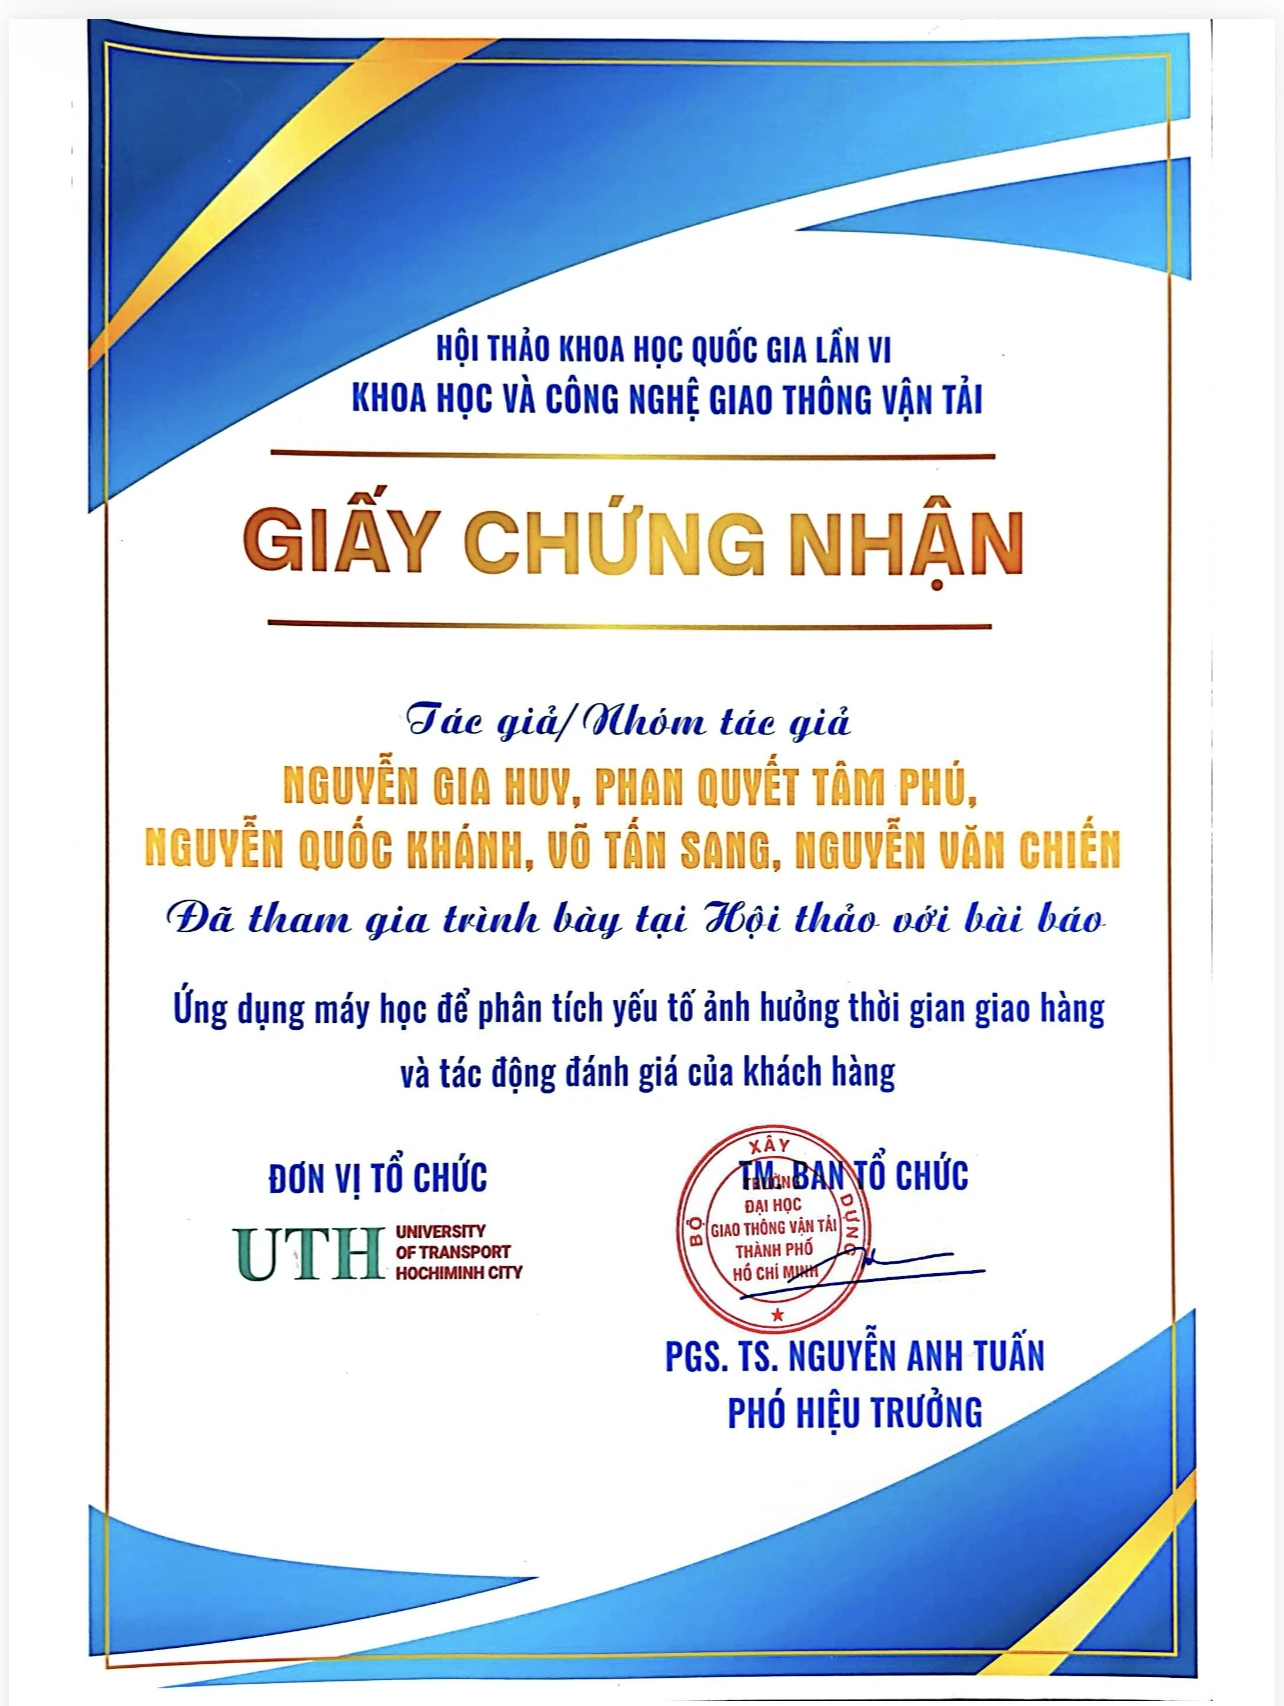 HỘI THẢO KHOA HỌC QUỐC GIA LẦN VI
KHOA HỌC VÀ CÔNG NGHỆ GIAO THÔNG VẬN TẢI
GIẤY CHỨNG NHẬN
Tác giả/Nhóm tác giả
NGUYỄN GIA HUY, PHAN QUYẾT TÂM PHÚ,
NGUYỄN QUỐC KHÁNH, VÕ TẤN SANG, NGUYỄN VĂN CHIẾN
Đã tham gia trình bày tại Hội thảo với bài báo
Ứng dụng máy học để phân tích yếu tố ảnh hưởng thời gian giao hàng
và tác động đánh giá của khách hàng
ĐƠN VỊ TỔ CHỨC
UTH
UNIVERSITY
OF TRANSPORT
HOCHIMINH CITY
TM. BAN TỔ CHỨC
BỘ XÂY DỰNG
TRƯỜNG
ĐẠI HỌC
GIAO THÔNG VẬN TẢI
THÀNH PHỐ
HỒ CHÍ MINH
PGS. TS. NGUYỄN ANH TUẤN
PHÓ HIỆU TRƯỞNG